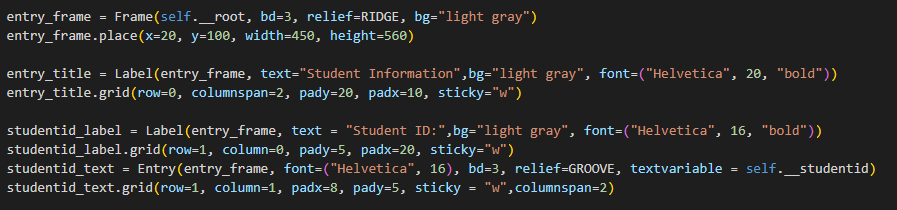 entry_frame = Frame(self.__root, bd=3, relief=RIDGE, bg="light gray")
entry_frame.place(x=20, y=100, width=450, height=560)
entry_title = Label(entry_frame, text="Student Information",bg="light gray", font=("Helvetica", 20, "bold"))
entry_title.grid(row=0, columnspan=2, pady=20, padx=10, sticky="w")
studentid_label = Label(entry_frame, text = "Student ID:",bg="light gray", font=("Helvetica", 16, "bold"))
studentid_label.grid(row=1, column=0, pady=5, padx=20, sticky="w")
studentid_text = Entry(entry_frame, font=("Helvetica", 16), bd=3, relief=GROOVE, textvariable = self.__studentid)
studentid_text.grid(row=1, column=1, padx=8, pady=5, sticky = "w",columnspan=2)